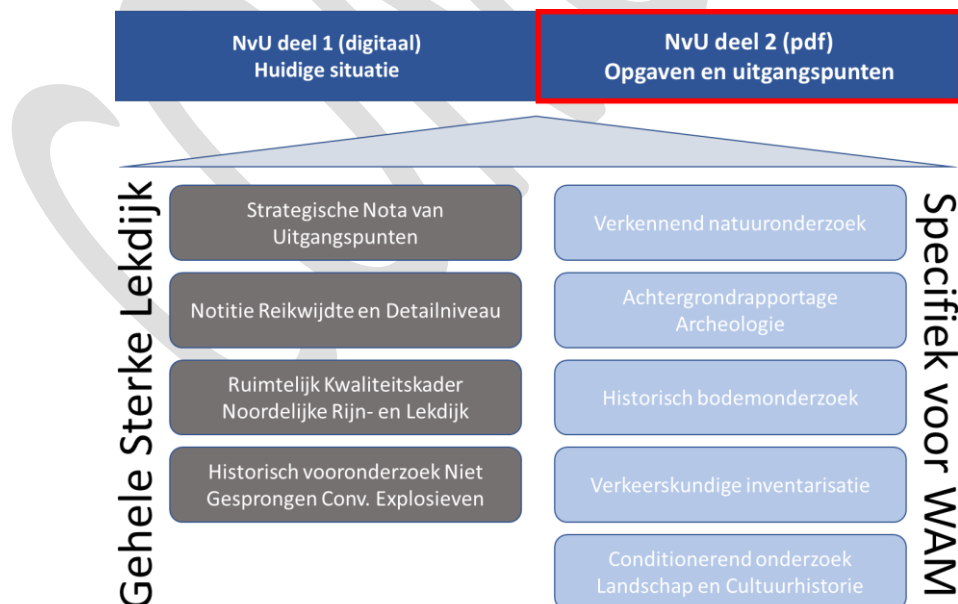 NvU deel 1 (digitaal)
Huidige situatie
NvU deel 2 (pdf)
Opgaven en uitgangspunten
Gehele Sterke Lekdijk
Strategische Nota van
Uitgangspunten
Notitie Reikwijdte en Detailniveau
Ruimtelijk Kwaliteitskader
Noordelijke Rijn- en Lekdijk
Historisch vooronderzoek Niet
Gesprongen Conv. Explosieven
Verkennend natuuronderzoek
Achtergrondrapportage
Archeologie
Historisch bodemonderzoek
Verkeerskundige inventarisatie
Conditionerend onderzoek
Landschap en Cultuurhistorie
Specifiek voor WAM